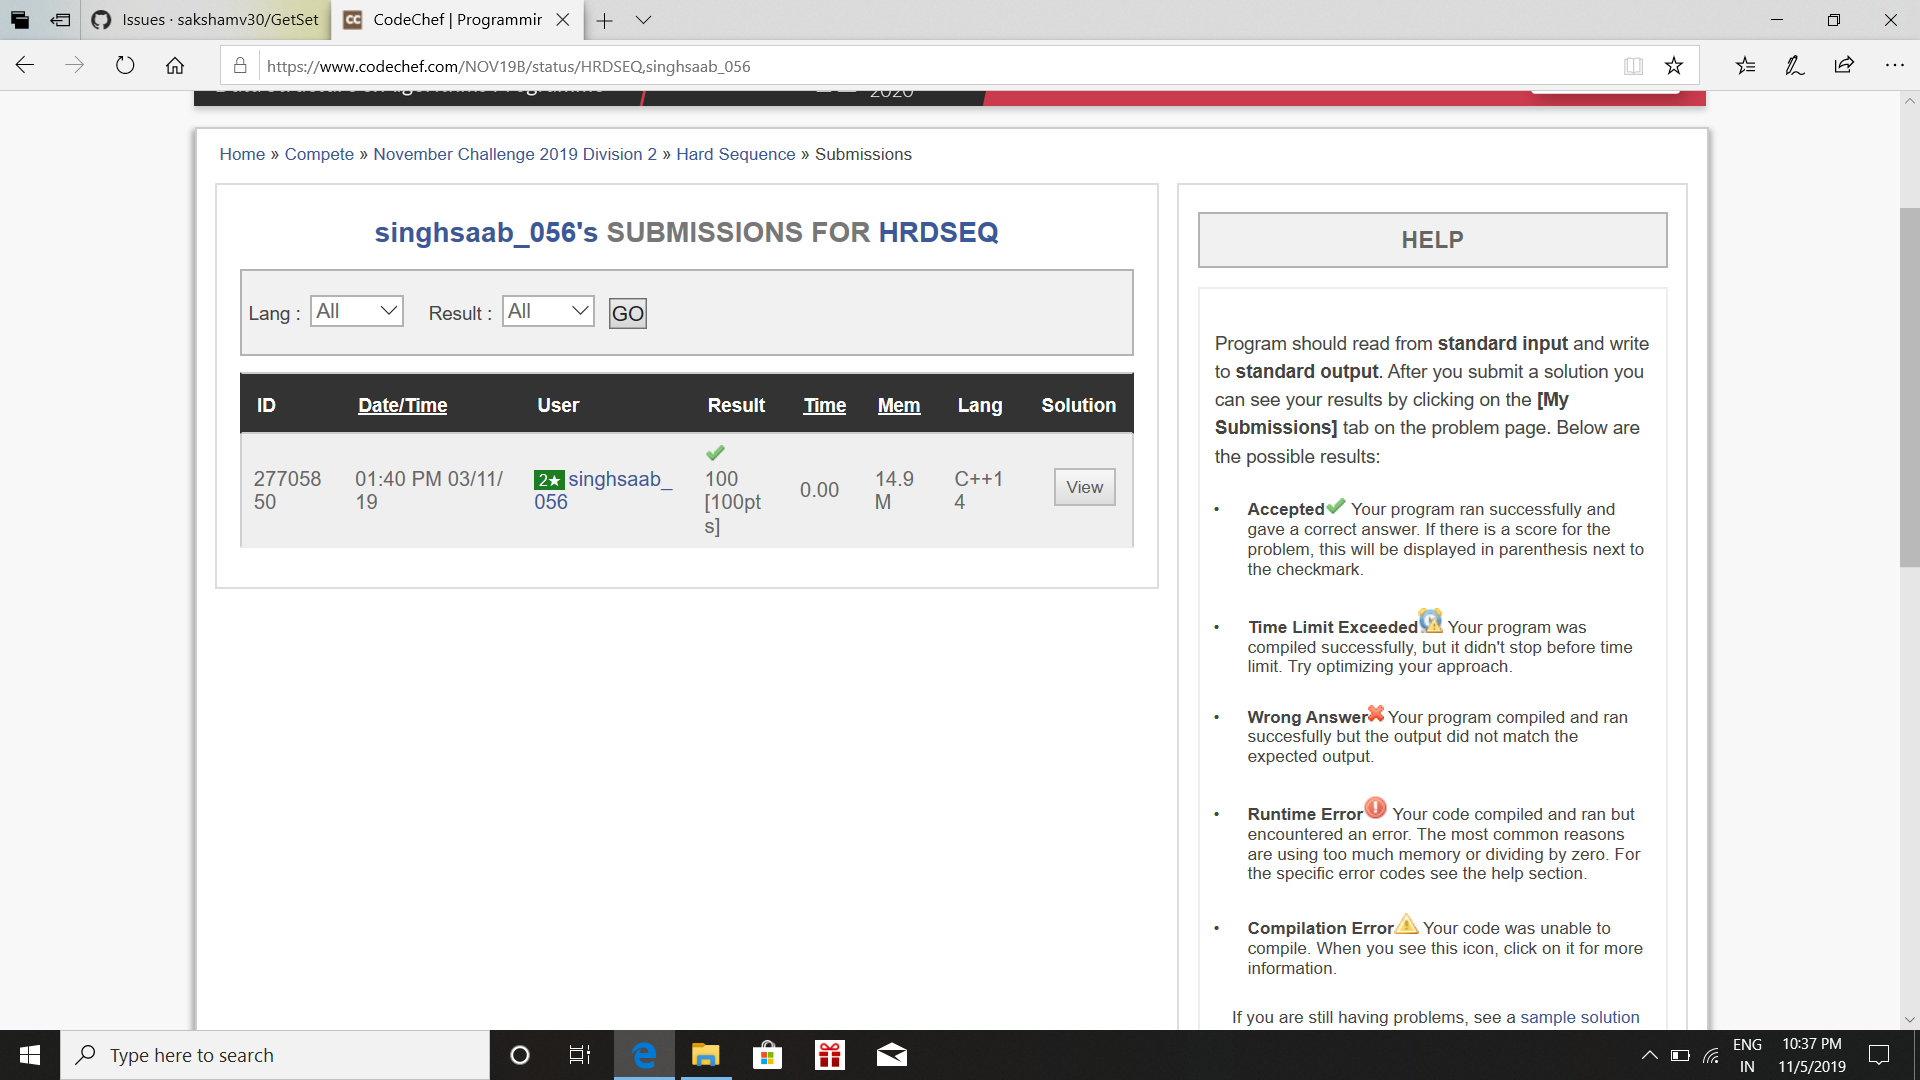 Issues · sakshamv30/GetSet
CodeChef | Programmir
https://www.codechef.com/NOV19B/status/HRDSEQ,singhsaab_056
2020
Home » Compete » November Challenge 2019 Division 2 » Hard Sequence » Submissions
singhsaab_056's SUBMISSIONS FOR HRDSEQ
Lang : All Result : All GO
ID Date/Time User Result Time Mem Lang Solution
277058 01:40 PM 03/11/ 2★ singhsaab_ 100 0.00 14.9 C++1 View
50 19 056 [100pt M 4
s]
HELP
Program should read from standard input and write
to standard output. After you submit a solution you
can see your results by clicking on the [My
Submissions] tab on the problem page. Below are
the possible results:
• Accepted Your program ran successfully and
gave a correct answer. If there is a score for the
problem, this will be displayed in parenthesis next to
the checkmark.
• Time Limit Exceeded Your program was
compiled successfully, but it didn't stop before time
limit. Try optimizing your approach.
• Wrong Answer Your program compiled and ran
succesfully but the output did not match the
expected output.
• Runtime Error Your code compiled and ran but
encountered an error. The most common reasons
are using too much memory or dividing by zero. For
the specific error codes see the help section.
• Compilation Error Your code was unable to
compile. When you see this icon, click on it for more
information.
If you are still having problems, see a sample solution
Type here to search
ENG
IN
10:37 PM
11/5/2019